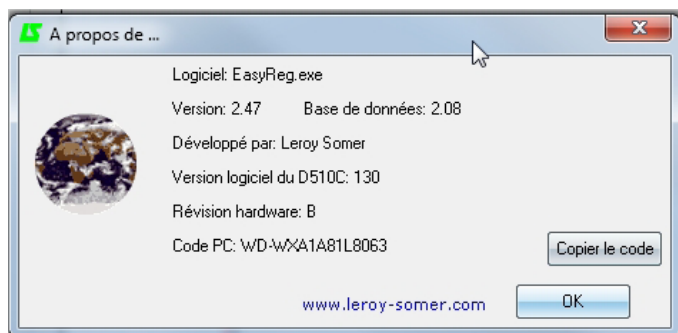 LS A propos de ...
Logiciel: EasyReg.exe
Version: 2.47 Base de données: 2.08
Développé par: Leroy Somer
Version logiciel du D510C: 130
Révision hardware: B
Code PC: WD-WXA1A81L8063
Copier le code
www.leroy-somer.com
OK